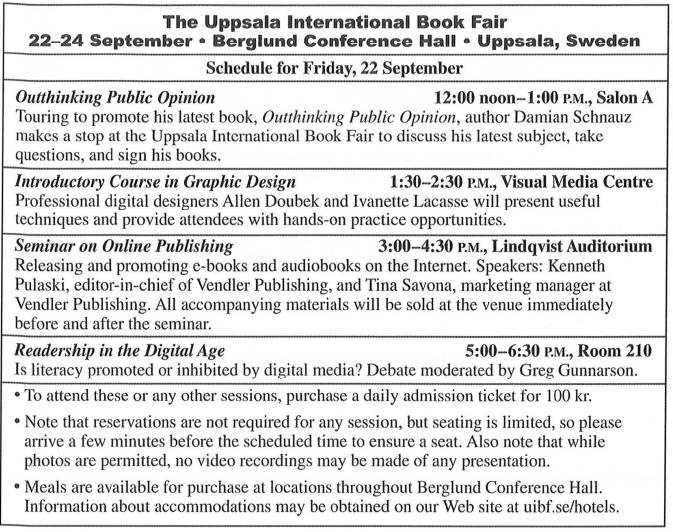 The Uppsala International Book Fair
22–24 September • Berglund Conference Hall • Uppsala, Sweden
Schedule for Friday, 22 September
Outthinking Public Opinion 12:00 noon–1:00 P.M., Salon A
Touring to promote his latest book, Outthinking Public Opinion, author Damian Schnauz
makes a stop at the Uppsala International Book Fair to discuss his latest subject, take
questions, and sign his books.
Introductory Course in Graphic Design 1:30–2:30 P.M., Visual Media Centre
Professional digital designers Allen Doubek and Ivanette Lacasse will present useful
techniques and provide attendees with hands-on practice opportunities.
Seminar on Online Publishing 3:00–4:30 P.M., Lindqvist Auditorium
Releasing and promoting e-books and audiobooks on the Internet. Speakers: Kenneth
Pulaski, editor-in-chief of Vendler Publishing, and Tina Savona, marketing manager at
Vendler Publishing. All accompanying materials will be sold at the venue immediately
before and after the seminar.
Readership in the Digital Age 5:00–6:30 P.M., Room 210
Is literacy promoted or inhibited by digital media? Debate moderated by Greg Gunnarson.
• To attend these or any other sessions, purchase a daily admission ticket for 100 kr.
• Note that reservations are not required for any session, but seating is limited, so please
arrive a few minutes before the scheduled time to ensure a seat. Also note that while
photos are permitted, no video recordings may be made of any presentation.
• Meals are available for purchase at locations throughout Berglund Conference Hall.
Information about accommodations may be obtained on our Web site at uibf.se/hotels.